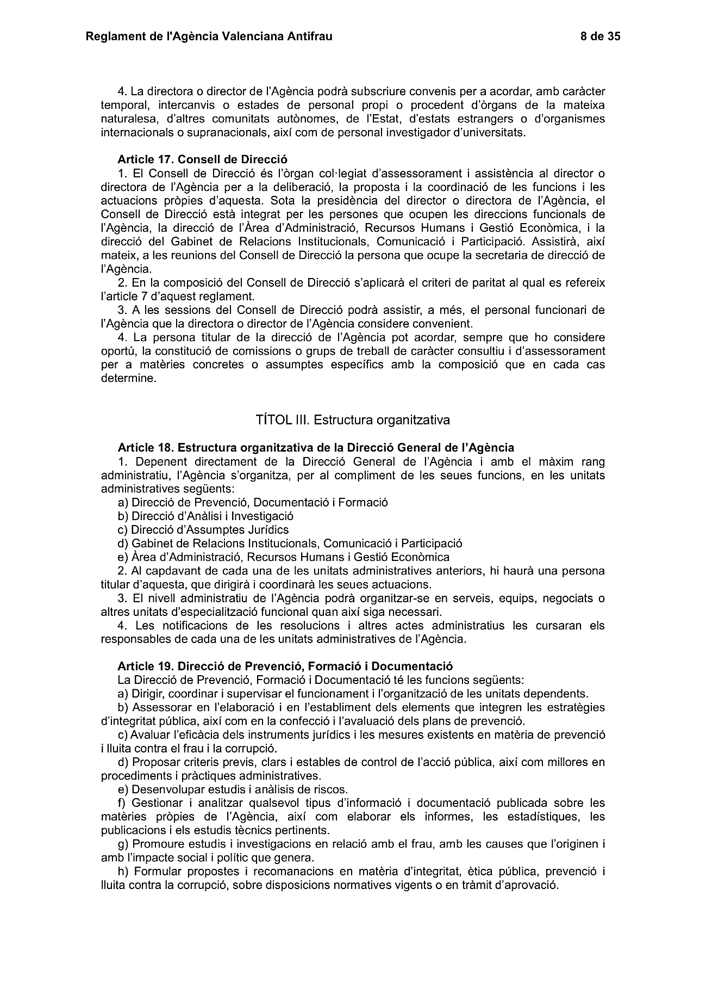 Reglament de l'Agència Valenciana Antifrau 8 de 35
4. La directora o director de l’Agència podrà subscriure convenis per a acordar, amb caràcter
temporal, intercanvis o estades de personal propi o procedent d’òrgans de la mateixa
naturalesa, d’altres comunitats autònomes, de l’Estat, d’estats estrangers o d’organismes
internacionals o supranacionals, així com de personal investigador d’universitats.
Article 17. Consell de Direcció
1. El Consell de Direcció és l’òrgan col·legiat d’assessorament i assistència al director o
directora de l’Agència per a la deliberació, la proposta i la coordinació de les funcions i les
actuacions pròpies d’aquesta. Sota la presidència del director o directora de l’Agència, el
Consell de Direcció està integrat per les persones que ocupen les direccions funcionals de
l’Agència, la direcció de l’Àrea d’Administració, Recursos Humans i Gestió Econòmica, i la
direcció del Gabinet de Relacions Institucionals, Comunicació i Participació. Assistirà, així
mateix, a les reunions del Consell de Direcció la persona que ocupe la secretaria de direcció de
l’Agència.
2. En la composició del Consell de Direcció s’aplicarà el criteri de paritat al qual es refereix
l’article 7 d’aquest reglament.
3. A les sessions del Consell de Direcció podrà assistir, a més, el personal funcionari de
l’Agència que la directora o director de l’Agència considere convenient.
4. La persona titular de la direcció de l’Agència pot acordar, sempre que ho considere
oportú, la constitució de comissions o grups de treball de caràcter consultiu i d’assessorament
per a matèries concretes o assumptes específics amb la composició que en cada cas
determine.
TÍTOL III. Estructura organitzativa
Article 18. Estructura organitzativa de la Direcció General de l’Agència
1. Depenent directament de la Direcció General de l’Agència i amb el màxim rang
administratiu, l’Agència s’organitza, per al compliment de les seues funcions, en les unitats
administratives següents:
a) Direcció de Prevenció, Documentació i Formació
b) Direcció d’Anàlisi i Investigació
c) Direcció d’Assumptes Jurídics
d) Gabinet de Relacions Institucionals, Comunicació i Participació
e) Àrea d’Administració, Recursos Humans i Gestió Econòmica
2. Al capdavant de cada una de les unitats administratives anteriors, hi haurà una persona
titular d’aquesta, que dirigirà i coordinarà les seues actuacions.
3. El nivell administratiu de l’Agència podrà organitzar-se en serveis, equips, negociats o
altres unitats d’especialització funcional quan així siga necessari.
4. Les notificacions de les resolucions i altres actes administratius les cursaran els
responsables de cada una de les unitats administratives de l’Agència.
Article 19. Direcció de Prevenció, Formació i Documentació
La Direcció de Prevenció, Formació i Documentació té les funcions següents:
a) Dirigir, coordinar i supervisar el funcionament i l’organització de les unitats dependents.
b) Assessorar en l’elaboració i en l’establiment dels elements que integren les estratègies
d’integritat pública, així com en la confecció i l’avaluació dels plans de prevenció.
c) Avaluar l’eficàcia dels instruments jurídics i les mesures existents en matèria de prevenció
i lluita contra el frau i la corrupció.
d) Proposar criteris previs, clars i estables de control de l’acció pública, així com millores en
procediments i pràctiques administratives.
e) Desenvolupar estudis i anàlisis de riscos.
f) Gestionar i analitzar qualsevol tipus d’informació i documentació publicada sobre les
matèries pròpies de l’Agència, així com elaborar els informes, les estadístiques, les
publicacions i els estudis tècnics pertinents.
g) Promoure estudis i investigacions en relació amb el frau, amb les causes que l’originen i
amb l’impacte social i polític que genera.
h) Formular propostes i recomanacions en matèria d’integritat, ètica pública, prevenció i
lluita contra la corrupció, sobre disposicions normatives vigents o en tràmit d’aprovació.